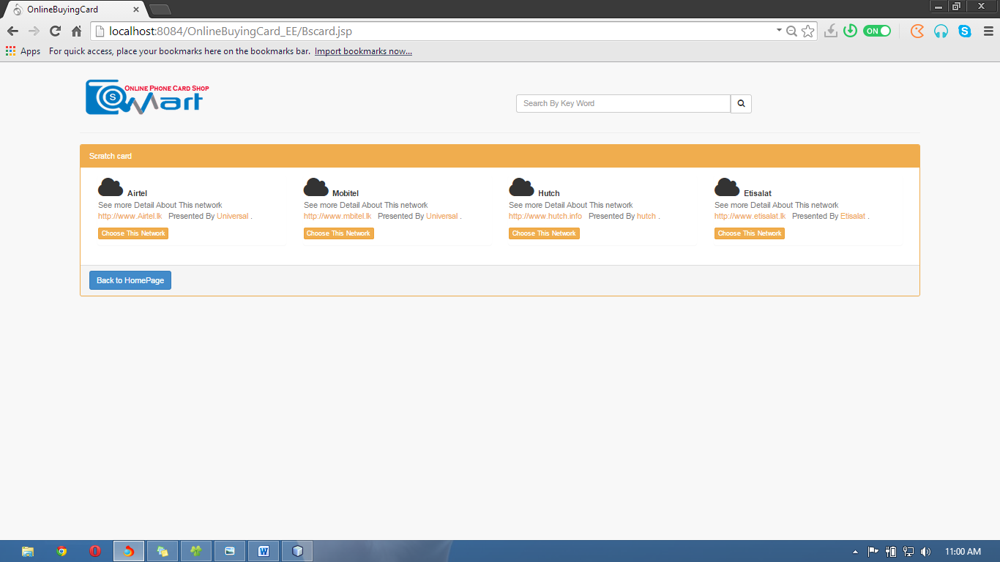 OnlineBuyingCard
localhost:8084/OnlineBuyingCard_EE/Bscard.jsp
ON
Apps For quick access, place your bookmarks here on the bookmarks bar. Import bookmarks now...
ONLINE PHONE CARD SHOP
S
Mart
Search By Key Word
Scratch card
Airtel
See more Detail About This network
http://www.Airtel.lk Presented By Universal .
Choose This Network
Mobitel
See more Detail About This network
http://www.mbitel.lk Presented By Universal .
Choose This Network
Hutch
See more Detail About This network
http://www.hutch.info Presented By hutch .
Choose This Network
Etisalat
See more Detail About This network
http://www.etisalat.lk Presented By Etisalat .
Choose This Network
Back to HomePage
11:00 AM